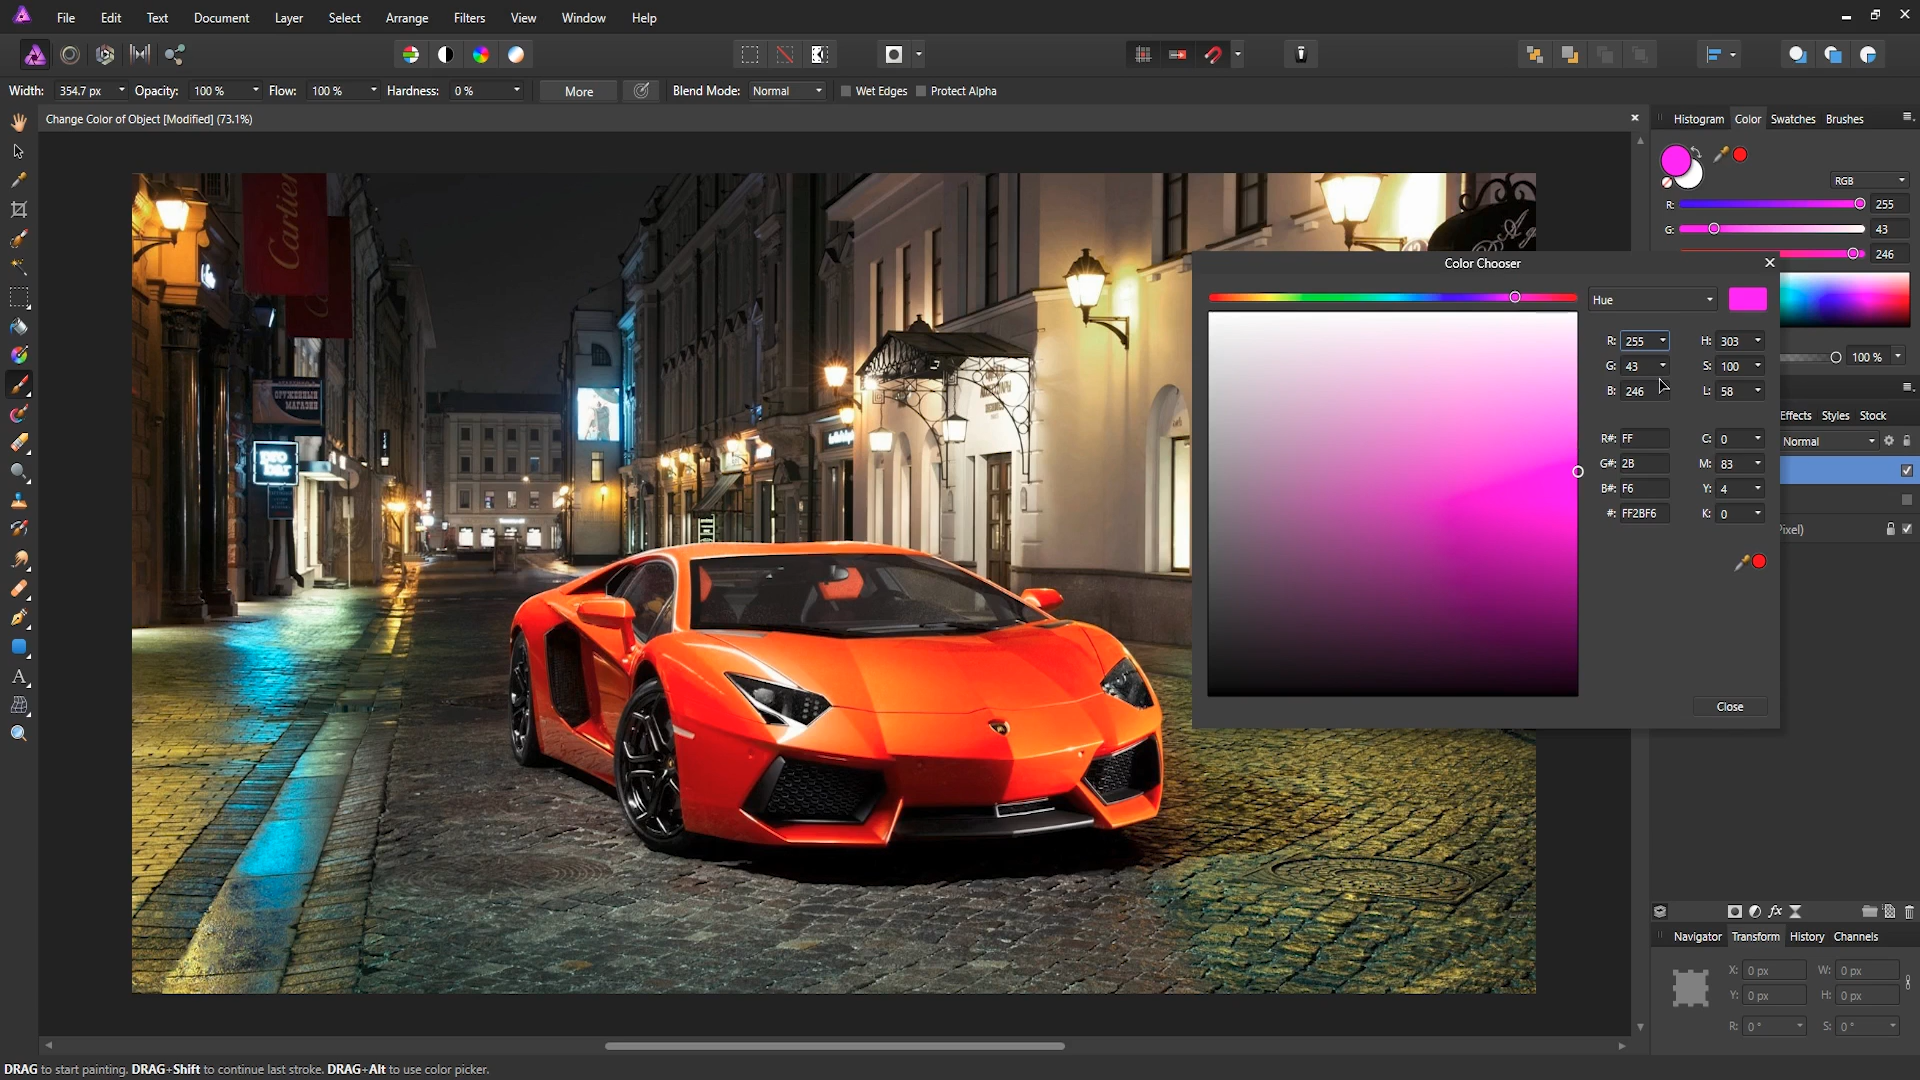 File Edit Text Document Layer Select Arrange Filters View Window Help
Width: 354.7 px Opacity: 100 % Flow: 100 % Hardness: 0 % More Blend Mode: Normal Wet Edges Protect Alpha
Change Color of Object [Modified] (73.1%)
Histogram Color Swatches Brushes
RGB
R: 255
G: 43
246
100 %
Effects Styles Stock
Normal
Color Chooser
Hue
R: 255 H: 303
G: 43 S: 100
B: 246 L: 58
R#: FF C: 0
G#: 2B M: 83
B#: F6 Y: 4
#: FF2BF6 K: 0
Close
Cartier
ОРУЖЕЙНЫЙ
МАГАЗИН
pro
bar
Navigator Transform History Channels
X: 0 px W: 0 px
Y: 0 px H: 0 px
R: 0 ° S: 0 °
DRAG to start painting. DRAG+Shift to continue last stroke. DRAG+Alt to use color picker.